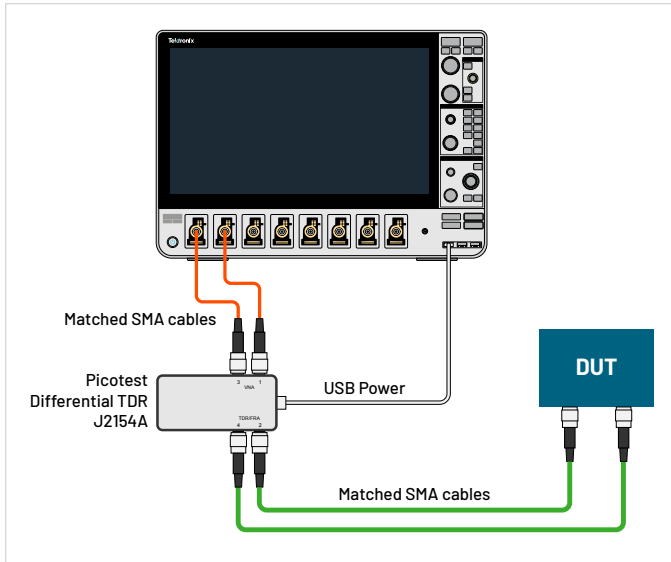 Tektronix
Matched SMA cables
3 1
VNA
Picotest
Differential TDR
J2154A
USB Power
TDR/FRA
4 2
DUT
Matched SMA cables